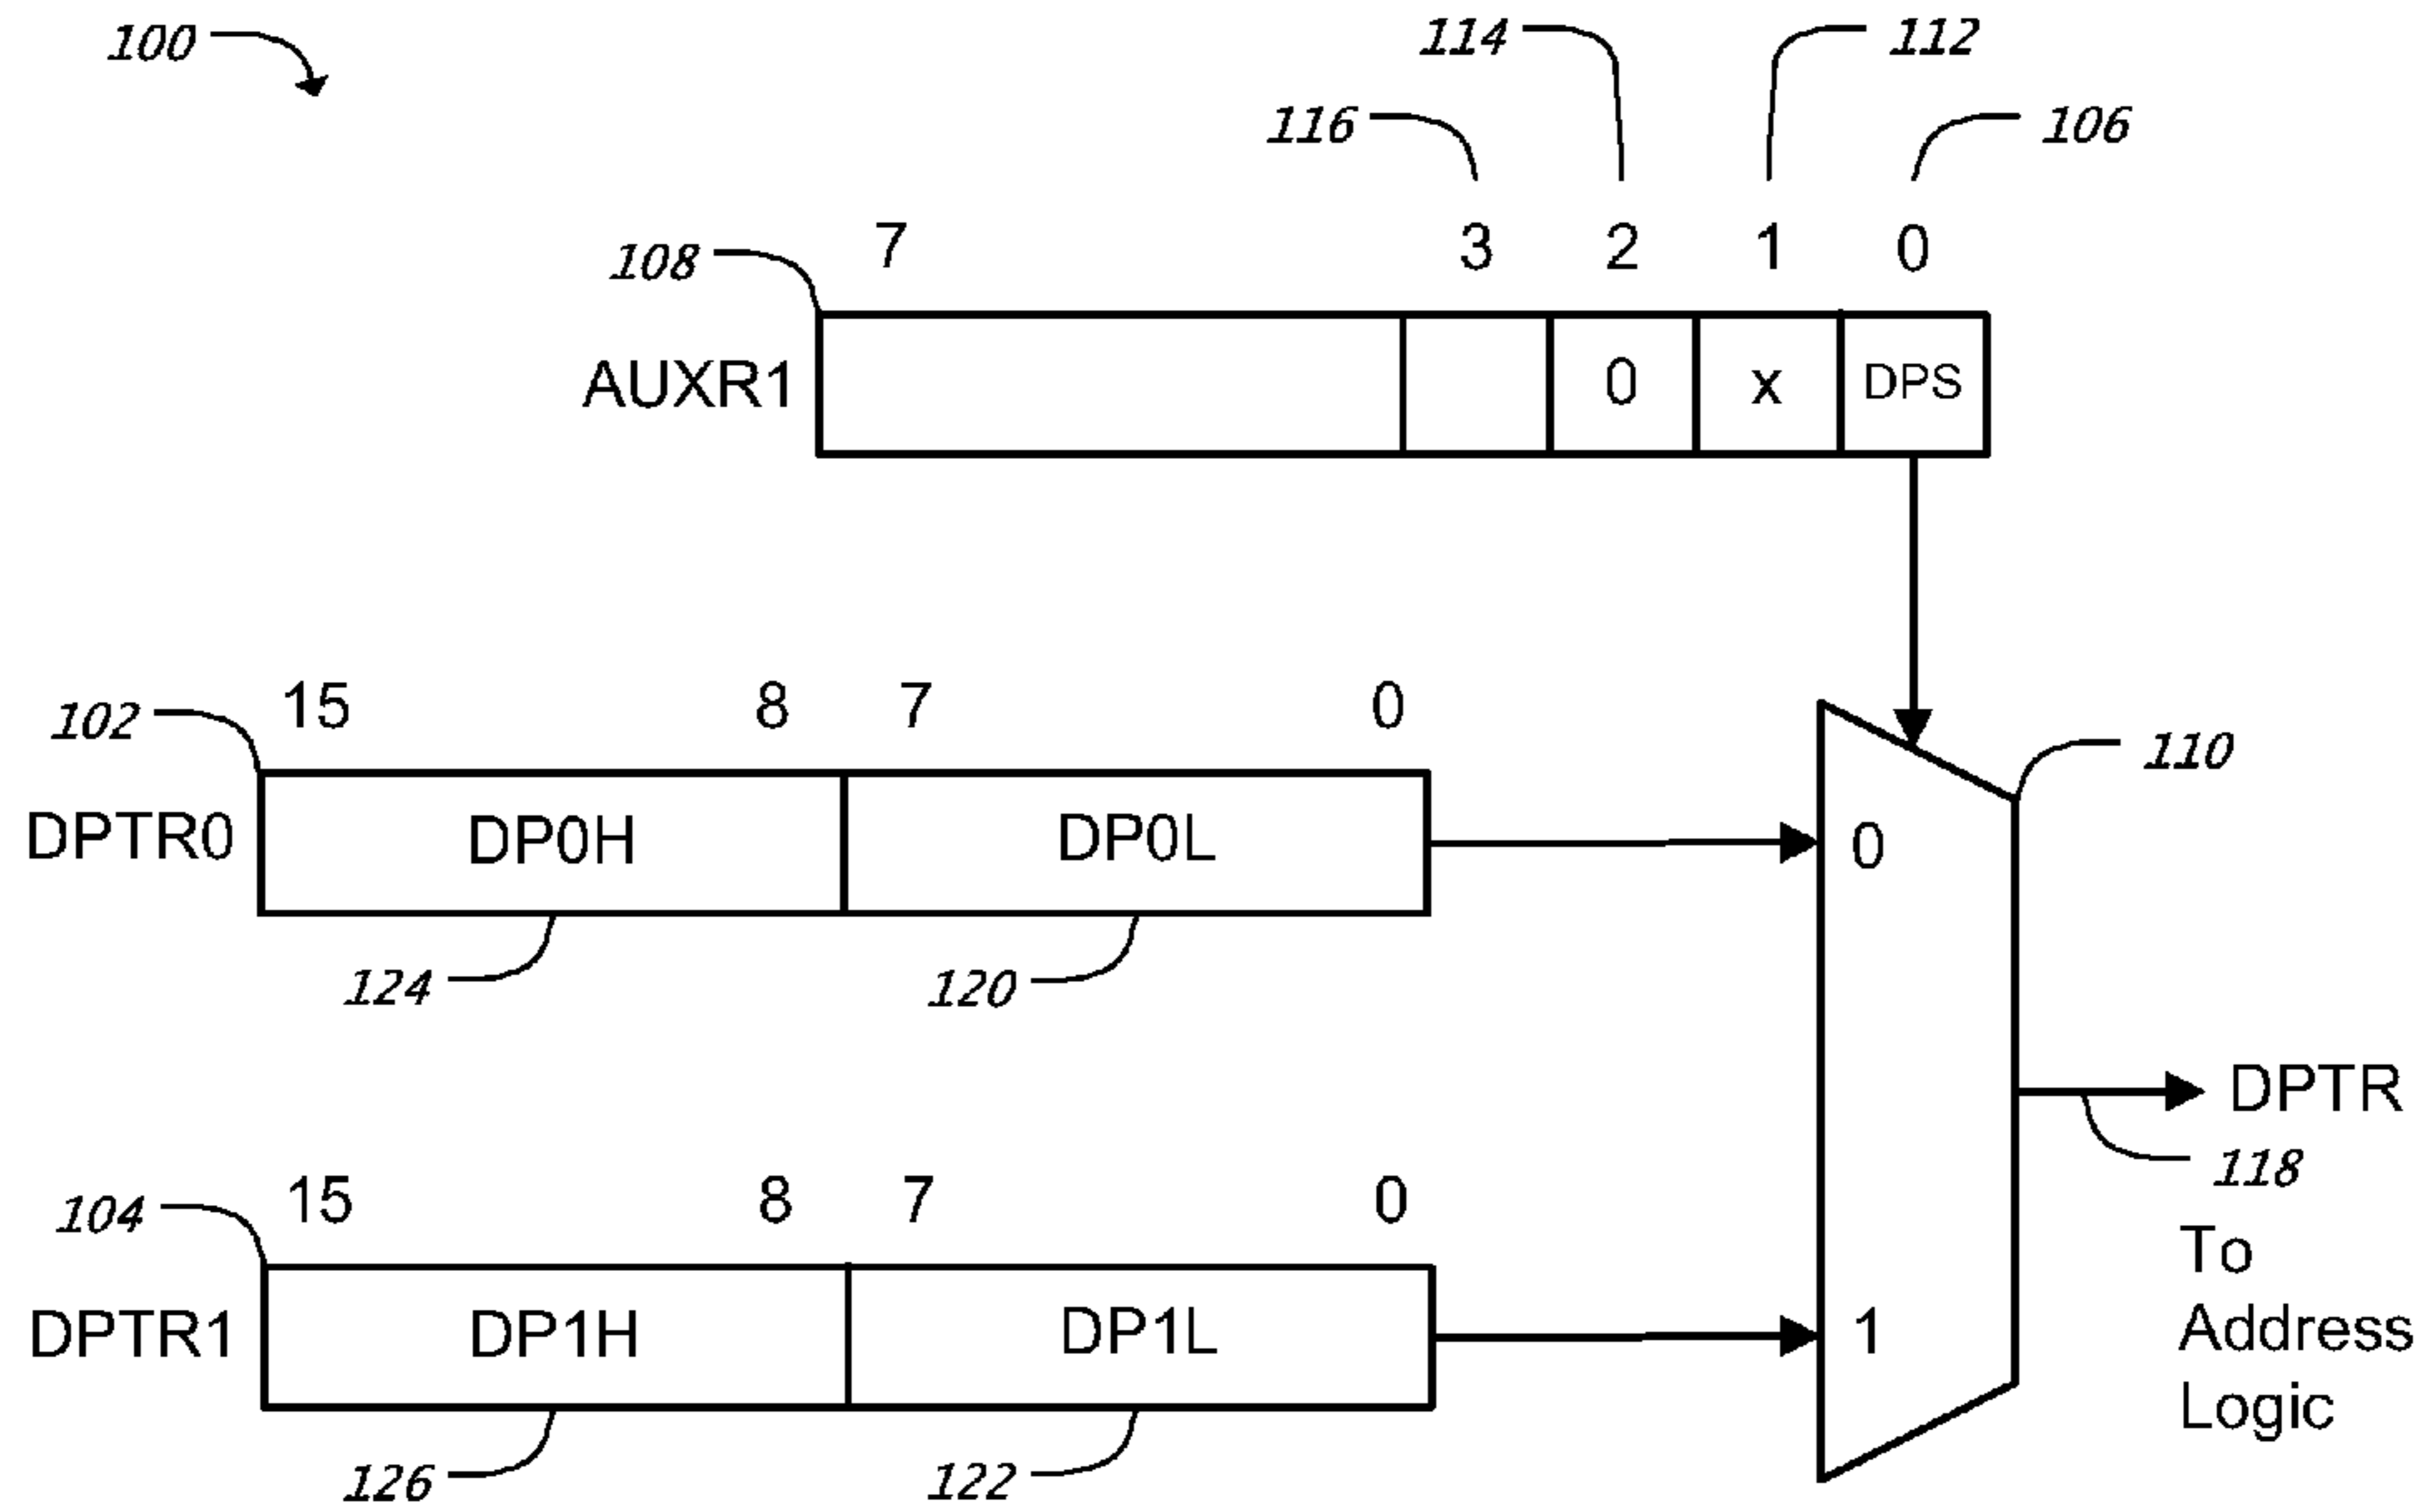 100
114 112
116 106
108 7 3 2 1 0
AUXR1 0 x DPS
102 15 8 7 0
110
DPTR0 DP0H DP0L 0
124 120
DPTR
118
104 15 8 7 0
To
Address
Logic
DPTR1 DP1H DP1L 1
126 122